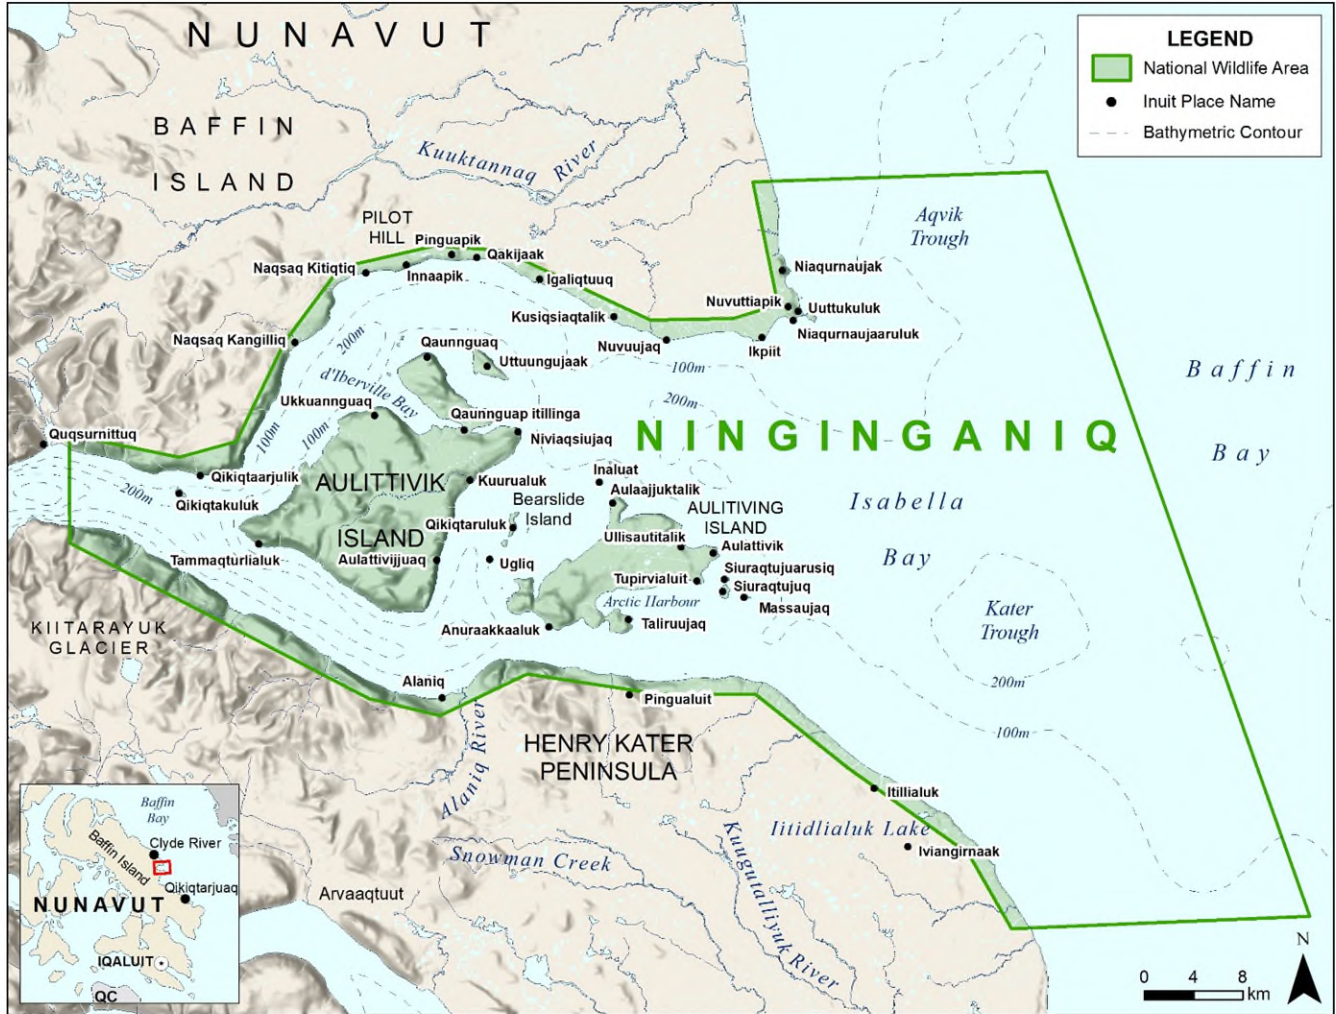 NUNAVUT
LEGEND
National Wildlife Area
Inuit Place Name
Bathymetric Contour
BAFFIN
ISLAND
Kuuktannaq River
PILOT
HILL
Pinguapik
Qakijaak
Naqsaq Kitiqtiq
Innaapik
Igaliqtuuq
Aqvik
Trough
Niaqurnaujak
Nuvuttiapik
Uuttukuluk
Kusiqsiaqtalik
Niaqurnaujaaruluk
Naqsaq Kangilliq
200m
Nuvuujaq
Ikpiit
Qaunnguaq
Uttuungujaak
100m
d'Iberville Bay
Baffin
Bay
Ukkuannguaq
200m
Qaunnguap itillinga
100m
100m
Niviaqsiujaq
NINGINGANIQ
Quqsurnittuq
Qikiqtaarjulik
200m
Qikiqtakuluk
AULITTIVIK
ISLAND
Kuurualuk
Inaluat
Aulaajjuktalik
Bearslide
Island
AULITIVING
ISLAND
Isabella
Bay
Qikiqtaruluk
Ullisautitalik
Aulattivik
Tammaqturlialuk
Aulattivijjuaq
Ugliq
Siuraqtujuarusiq
Tupirvialuit
Siuraqtujuq
Arctic Harbour
Massaujaq
Kater
Trough
KIITARAYUK
GLACIER
Anuraakkaaluk
Taliruujaq
200m
Alaniq
Pingualuit
100m
Alaniq River
HENRY KATER
PENINSULA
Itillialuk
Iitidlialuk Lake
Iviangirnaak
Snowman Creek
Kuugutalliyuk River
Arvaaqtuut
Baffin
Bay
Clyde River
Baffin Island
Qikiqtarjuaq
NUNAVUT
IQALUIT
QC
N
0 4 8
km